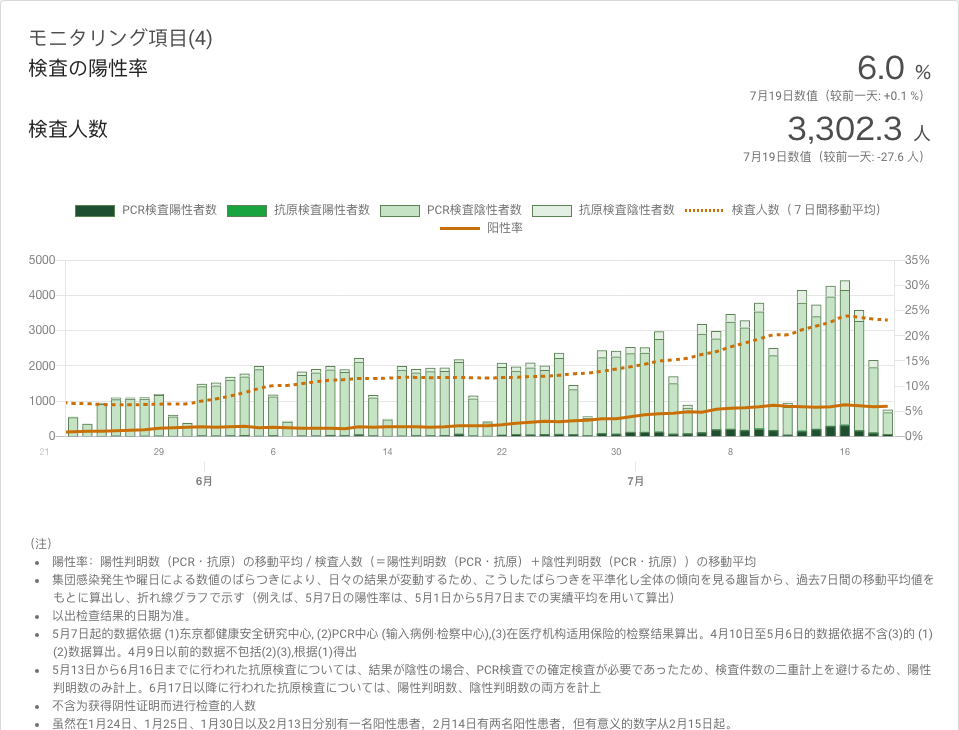 モニタリング項目(4)
検査の陽性率
6.0 %
7月19日数值（较前一天: +0.1 %）
検査人数
3,302.3 人
7月19日数值（较前一天: -27.6 人）
PCR検査陽性者数 抗原検査陽性者数 PCR検査陰性者数 抗原検査陰性者数 検査人数（７日間移動平均）
阳性率
5000 35%
30%
4000
25%
3000
20%
2000
15%
1000
10%
5%
0 0%
21 29 6 14 22 30 8 16
6月 7月
（注）
陽性率：陽性判明数（PCR・抗原）の移動平均 / 検査人数（＝陽性判明数（PCR・抗原）＋陰性判明数（PCR・抗原））の移動平均
集団感染発生や曜日による数値のばらつきにより、日々の結果が変動するため、こうしたばらつきを平準化し全体の傾向を見る趣旨から、過去7日間の移動平均値を
もとに算出し、折れ線グラフで示す（例えば、5月7日の陽性率は、5月1日から5月7日までの実績平均を用いて算出）
以出检查结果的日期为准。
5月7日起的数据依据 (1)东京都健康安全研究中心, (2)PCR中心 (输入病例·检察中心),(3)在医疗机构适用保险的检察结果算出。4月10日至5月6日的数据依据不含(3)的 (1)
(2)数据算出。4月9日以前的数据不包括(2)(3),根据(1)得出
5月13日から6月16日までに行われた抗原検査については、結果が陰性の場合、PCR検査での確定検査が必要であったため、検査件数の二重計上を避けるため、陽性
判明数のみ計上。6月17日以降に行われた抗原検査については、陽性判明数、陰性判明数の両方を計上
不含为获得阴性证明而进行检查的人数
虽然在1月24日、1月25日、1月30日以及2月13日分别有一名阳性患者，2月14日有两名阳性患者，但有意义的数字从2月15日起。